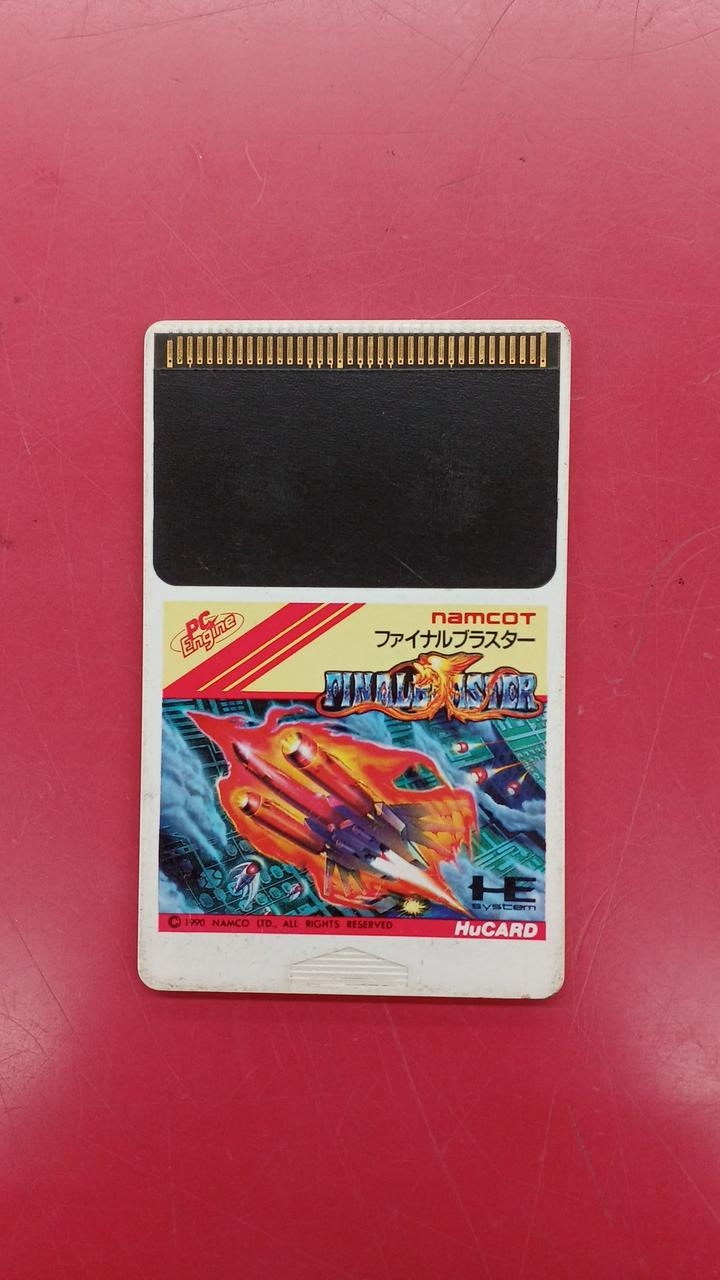 PC
Engine
namcot
ファイナルブラスター
FINAL BLASTER
HE
system
© 1990 NAMCO LTD., ALL RIGHTS RESERVED
HuCARD